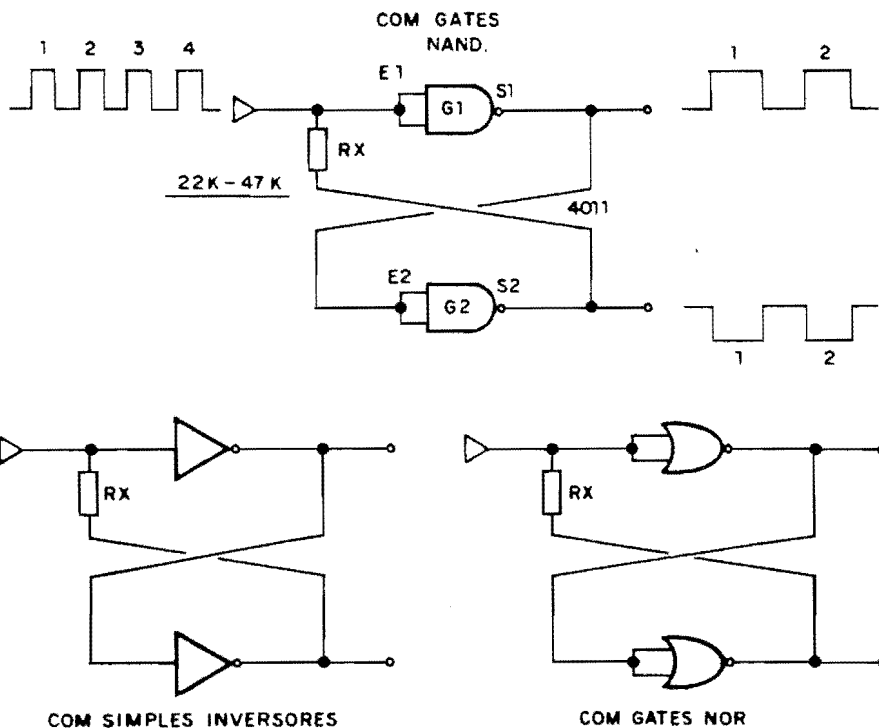 COM GATES
NAND.
1 2 3 4
E1
G1
S1
1 2
RX
22K-47K
4011
E2
G2
S2
1 2
RX
RX
COM SIMPLES INVERSORES
COM GATES NOR